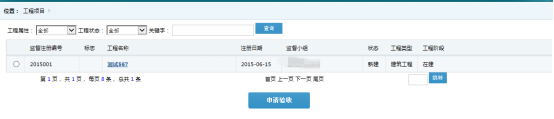 位置： 工程项目 >
工程属性： 全部 工程状态： 全部 关键字： 查询
监督注册编号 标志 工程名称 注册日期 监督小组 状态 工程类型 工程阶段
2015001 测试567 2015-06-15 新建 建筑工程 在建
第 1 页， 共 1 页， 每页 8 条， 总共 1 条 首页 上一页 下一页 尾页 跳转
申请验收